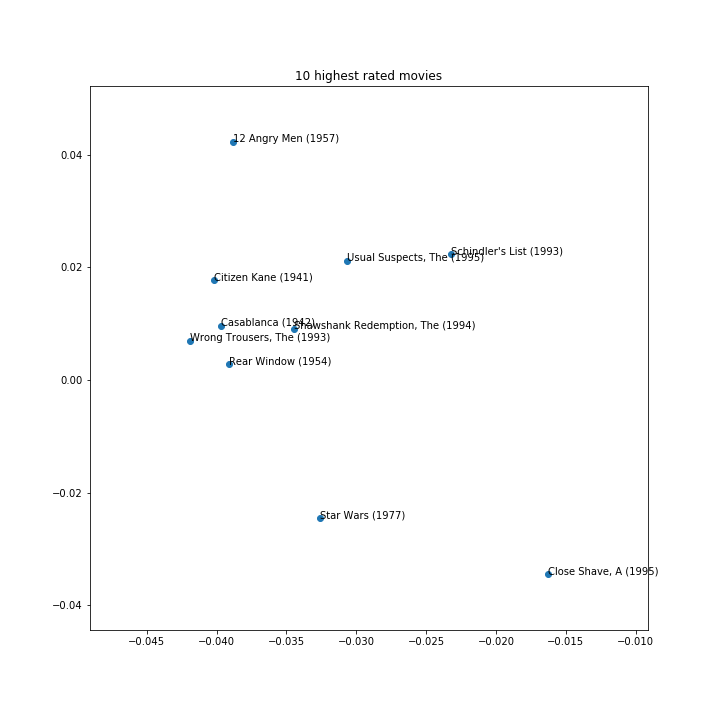 10 highest rated movies
12 Angry Men (1957)
0.04
Schindler's List (1993)
Usual Suspects, The (1995)
0.02
Citizen Kane (1941)
Casablanca (1942)
Shawshank Redemption, The (1994)
Wrong Trousers, The (1993)
Rear Window (1954)
0.00
Star Wars (1977)
−0.02
Close Shave, A (1995)
−0.04
−0.045 −0.040 −0.035 −0.030 −0.025 −0.020 −0.015 −0.010